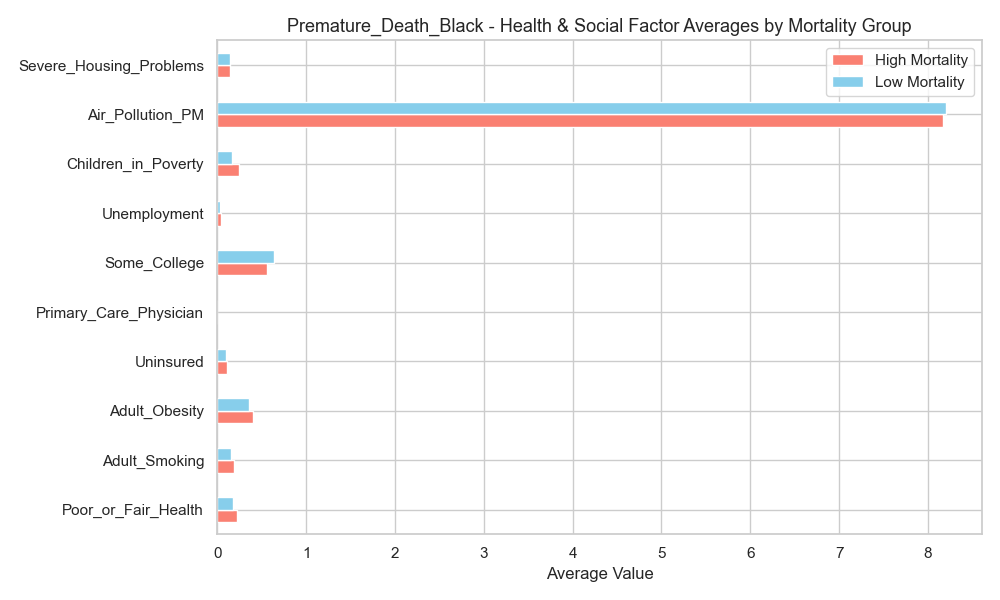 Premature_Death_Black - Health & Social Factor Averages by Mortality Group
High Mortality
Low Mortality
Severe_Housing_Problems
Air_Pollution_PM
Children_in_Poverty
Unemployment
Some_College
Primary_Care_Physician
Uninsured
Adult_Obesity
Adult_Smoking
Poor_or_Fair_Health
0 1 2 3 4 5 6 7 8
Average Value